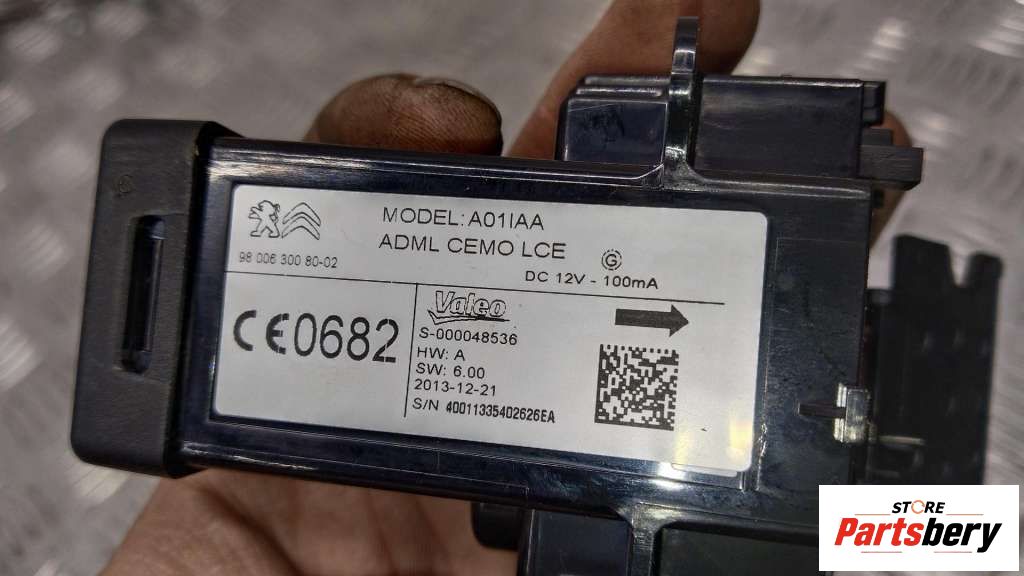 MODEL: A01IAA
ADML CEMO LCE
G
98 006 300 80-02
DC 12V - 100mA
CE0682
Valeo
S-000048536
HW: A
SW: 6.00
2013-12-21
S/N 40011335402626EA
STORE
Partsbery